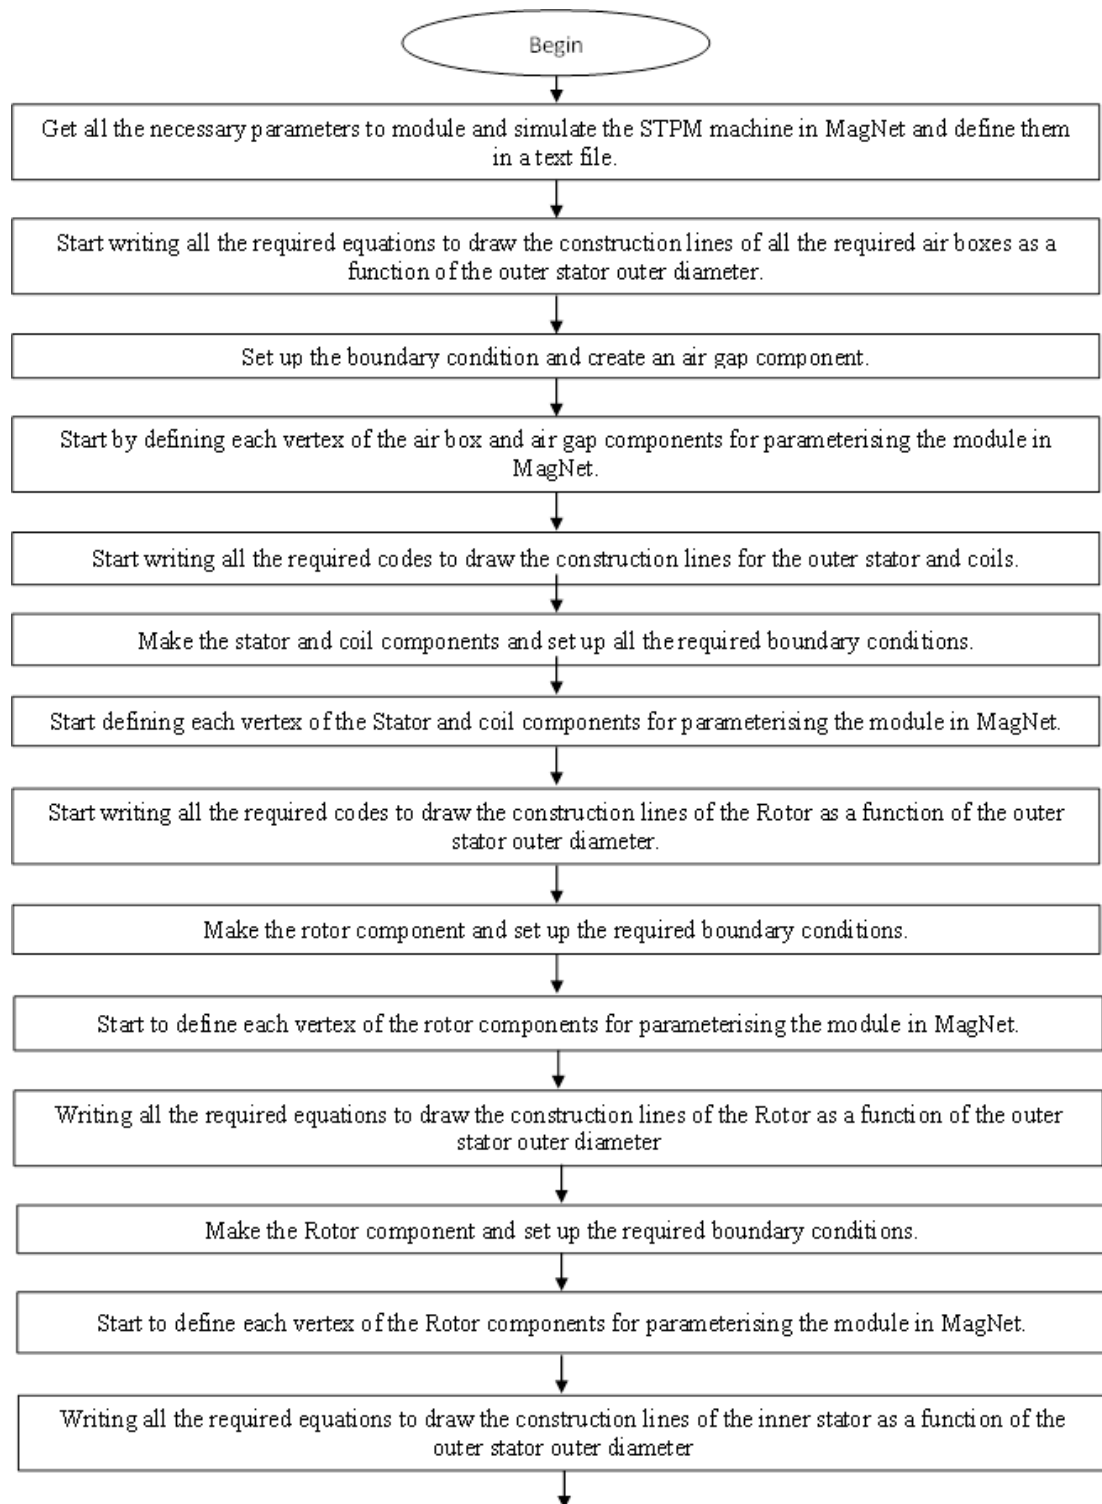 Begin
Get all the necessary parameters to module and simulate the STPM machine in MagNet and define them
in a text file.
Start writing all the required equations to draw the construction lines of all the required air boxes as a
function of the outer stator outer diameter.
Set up the boundary condition and create an air gap component.
Start by defining each vertex of the air box and air gap components for parameterising the module in
MagNet.
Start writing all the required codes to draw the construction lines for the outer stator and coils.
Make the stator and coil components and set up all the required boundary conditions.
Start defining each vertex of the Stator and coil components for parameterising the module in MagNet.
Start writing all the required codes to draw the construction lines of the Rotor as a function of the outer
stator outer diameter.
Make the rotor component and set up the required boundary conditions.
Start to define each vertex of the rotor components for parameterising the module in MagNet.
Writing all the required equations to draw the construction lines of the Rotor as a function of the outer
stator outer diameter
Make the Rotor component and set up the required boundary conditions.
Start to define each vertex of the Rotor components for parameterising the module in MagNet.
Writing all the required equations to draw the construction lines of the inner stator as a function of the
outer stator outer diameter